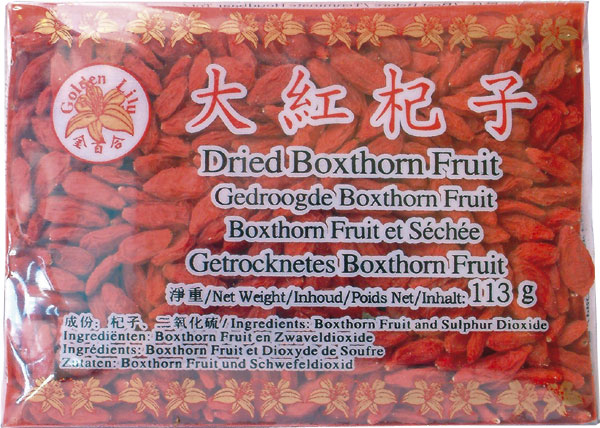 Golden Lily
金百合
大紅杞子
Dried Boxthorn Fruit
Gedroogde Boxthorn Fruit
Boxthorn Fruit et Séchée
Getrocknetes Boxthorn Fruit
淨重/Net Weight/Inhoud/Poids Net/Inhalt: 113 g
成份: 杞子、二氧化硫/Ingredients: Boxthorn Fruit and Sulphur Dioxide
Ingrediënten: Boxthorn Fruit en Zwaveldioxide
Ingrédients: Boxthorn Fruit et Dioxyde de Soufre
Zutaten: Boxthorn Fruit und Schwefeldioxid